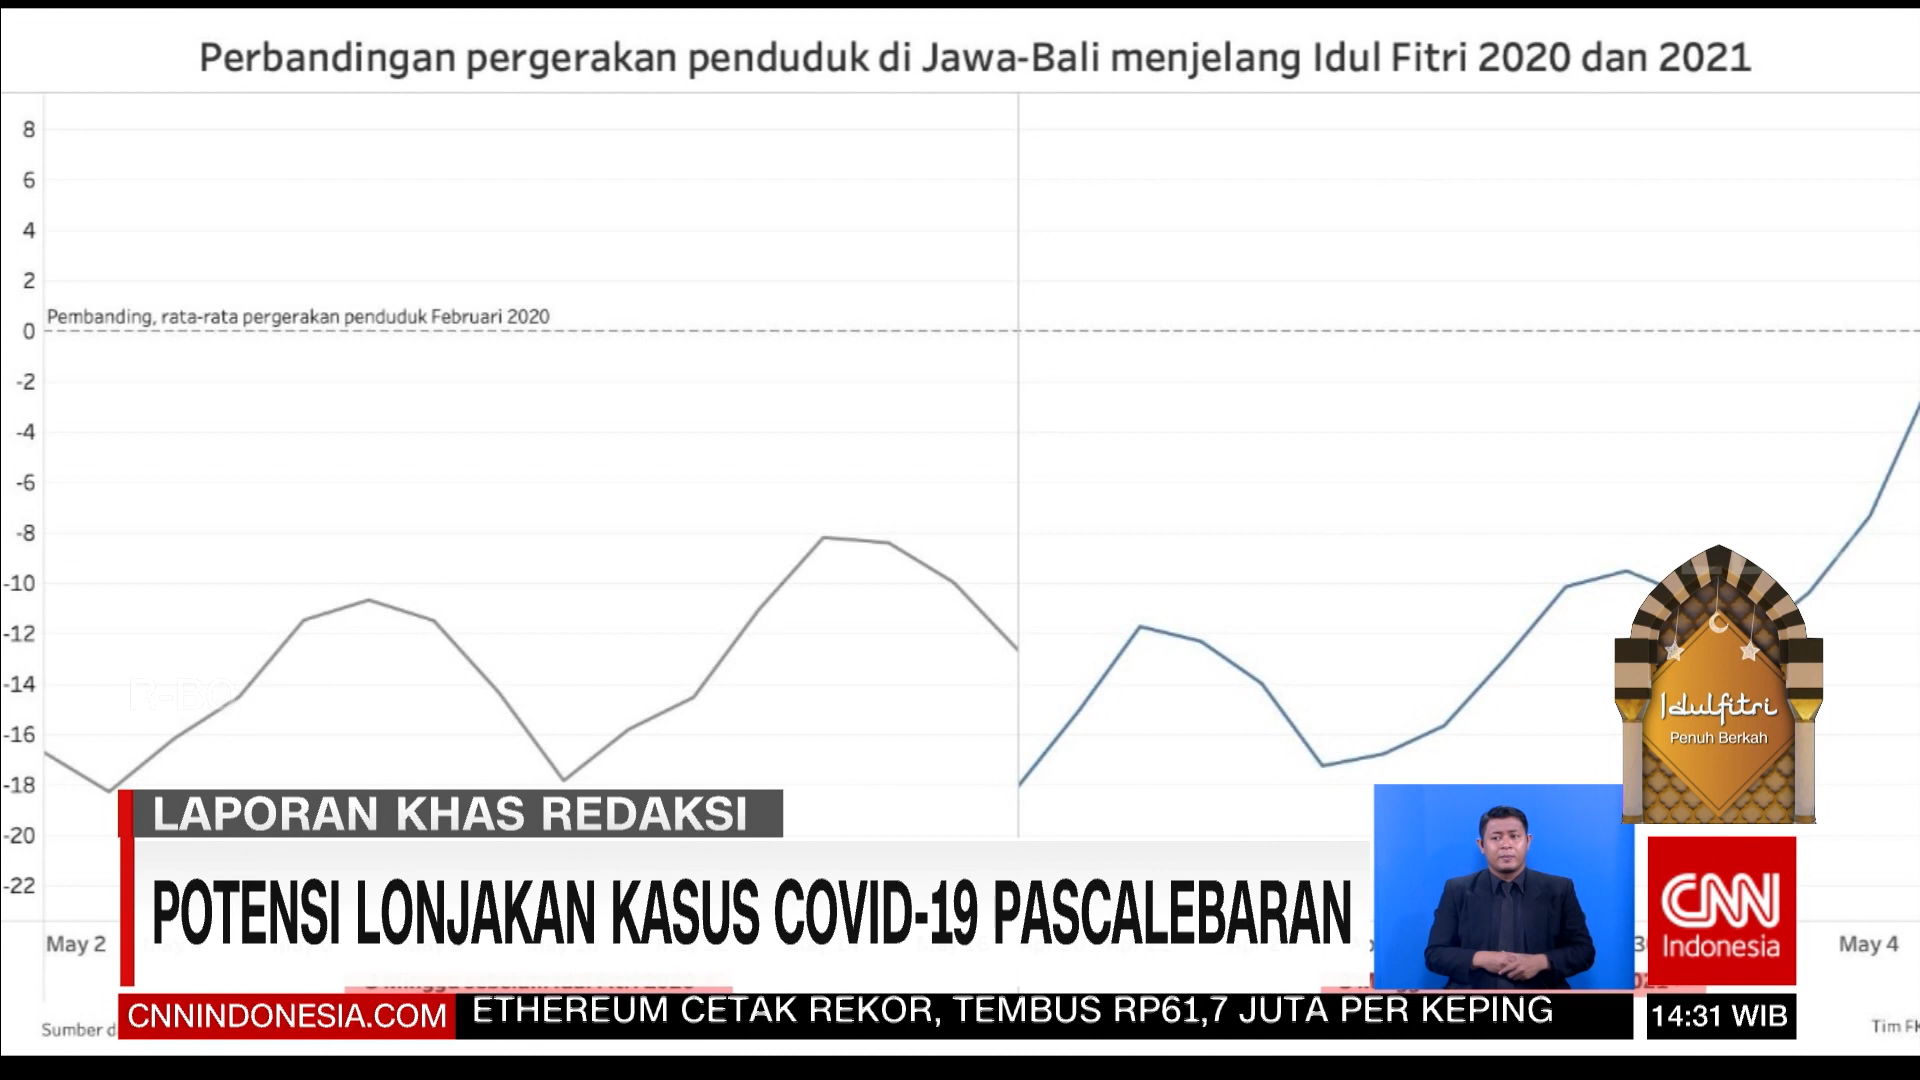 Perbandingan pergerakan penduduk di Jawa-Bali menjelang Idul Fitri 2020 dan 2021
8
6
4
2
Pembanding, rata-rata pergerakan penduduk Februari 2020
0
-2
-4
-6
-8
-10
-12
-14
-16
-18
-20
-22
Idulfitri
Penuh Berkah
LAPORAN KHAS REDAKSI
POTENSI LONJAKAN KASUS COVID-19 PASCALEBARAN
CNN
Indonesia
May 2
May 4
CNNINDONESIA.COM
ETHEREUM CETAK REKOR, TEMBUS RP61,7 JUTA PER KEPING
14:31 WIB
Sumber
Tim